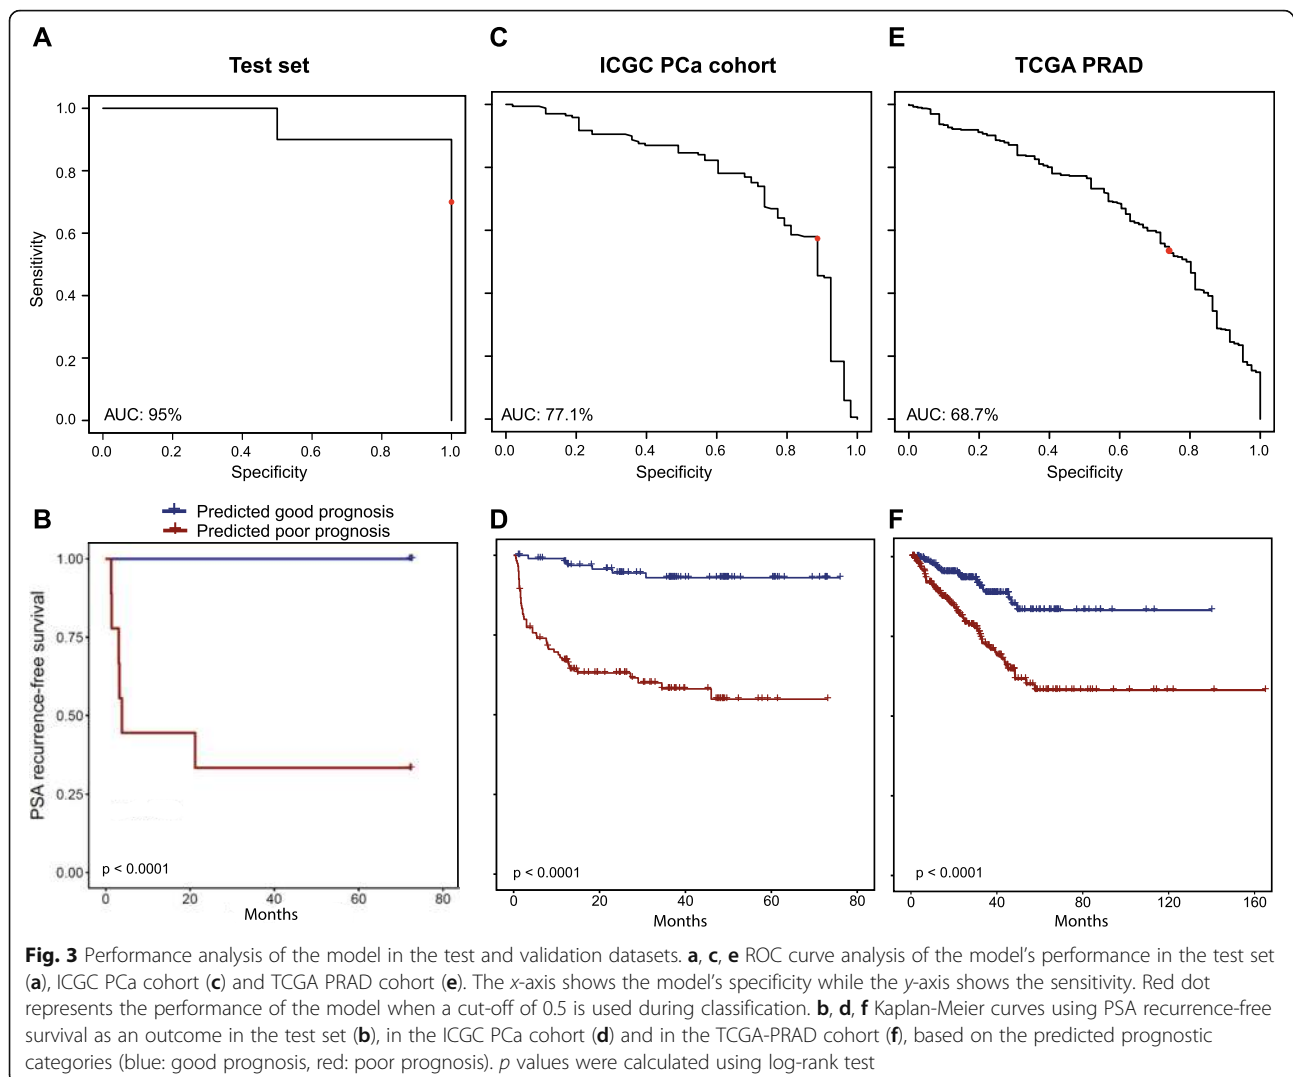 A
Test set
1.0
0.8
0.6
0.4
0.2
0.0
Sensitivity
AUC: 95%
0.0 0.2 0.4 0.6 0.8 1.0
Specificity
C
ICGC PCa cohort
AUC: 77.1%
0.0 0.2 0.4 0.6 0.8 1.0
Specificity
E
TCGA PRAD
AUC: 68.7%
0.0 0.2 0.4 0.6 0.8 1.0
Specificity
B
Predicted good prognosis
Predicted poor prognosis
1.00
0.75
0.50
0.25
0.00
PSA recurrence-free survival
p < 0.0001
0 20 40 60 80
Months
D
p < 0.0001
0 20 40 60 80
Months
F
p < 0.0001
0 40 80 120 160
Months
Fig. 3 Performance analysis of the model in the test and validation datasets. a, c, e ROC curve analysis of the model's performance in the test set
(a), ICGC PCa cohort (c) and TCGA PRAD cohort (e). The x-axis shows the model's specificity while the y-axis shows the sensitivity. Red dot
represents the performance of the model when a cut-off of 0.5 is used during classification. b, d, f Kaplan-Meier curves using PSA recurrence-free
survival as an outcome in the test set (b), in the ICGC PCa cohort (d) and in the TCGA-PRAD cohort (f), based on the predicted prognostic
categories (blue: good prognosis, red: poor prognosis). p values were calculated using log-rank test